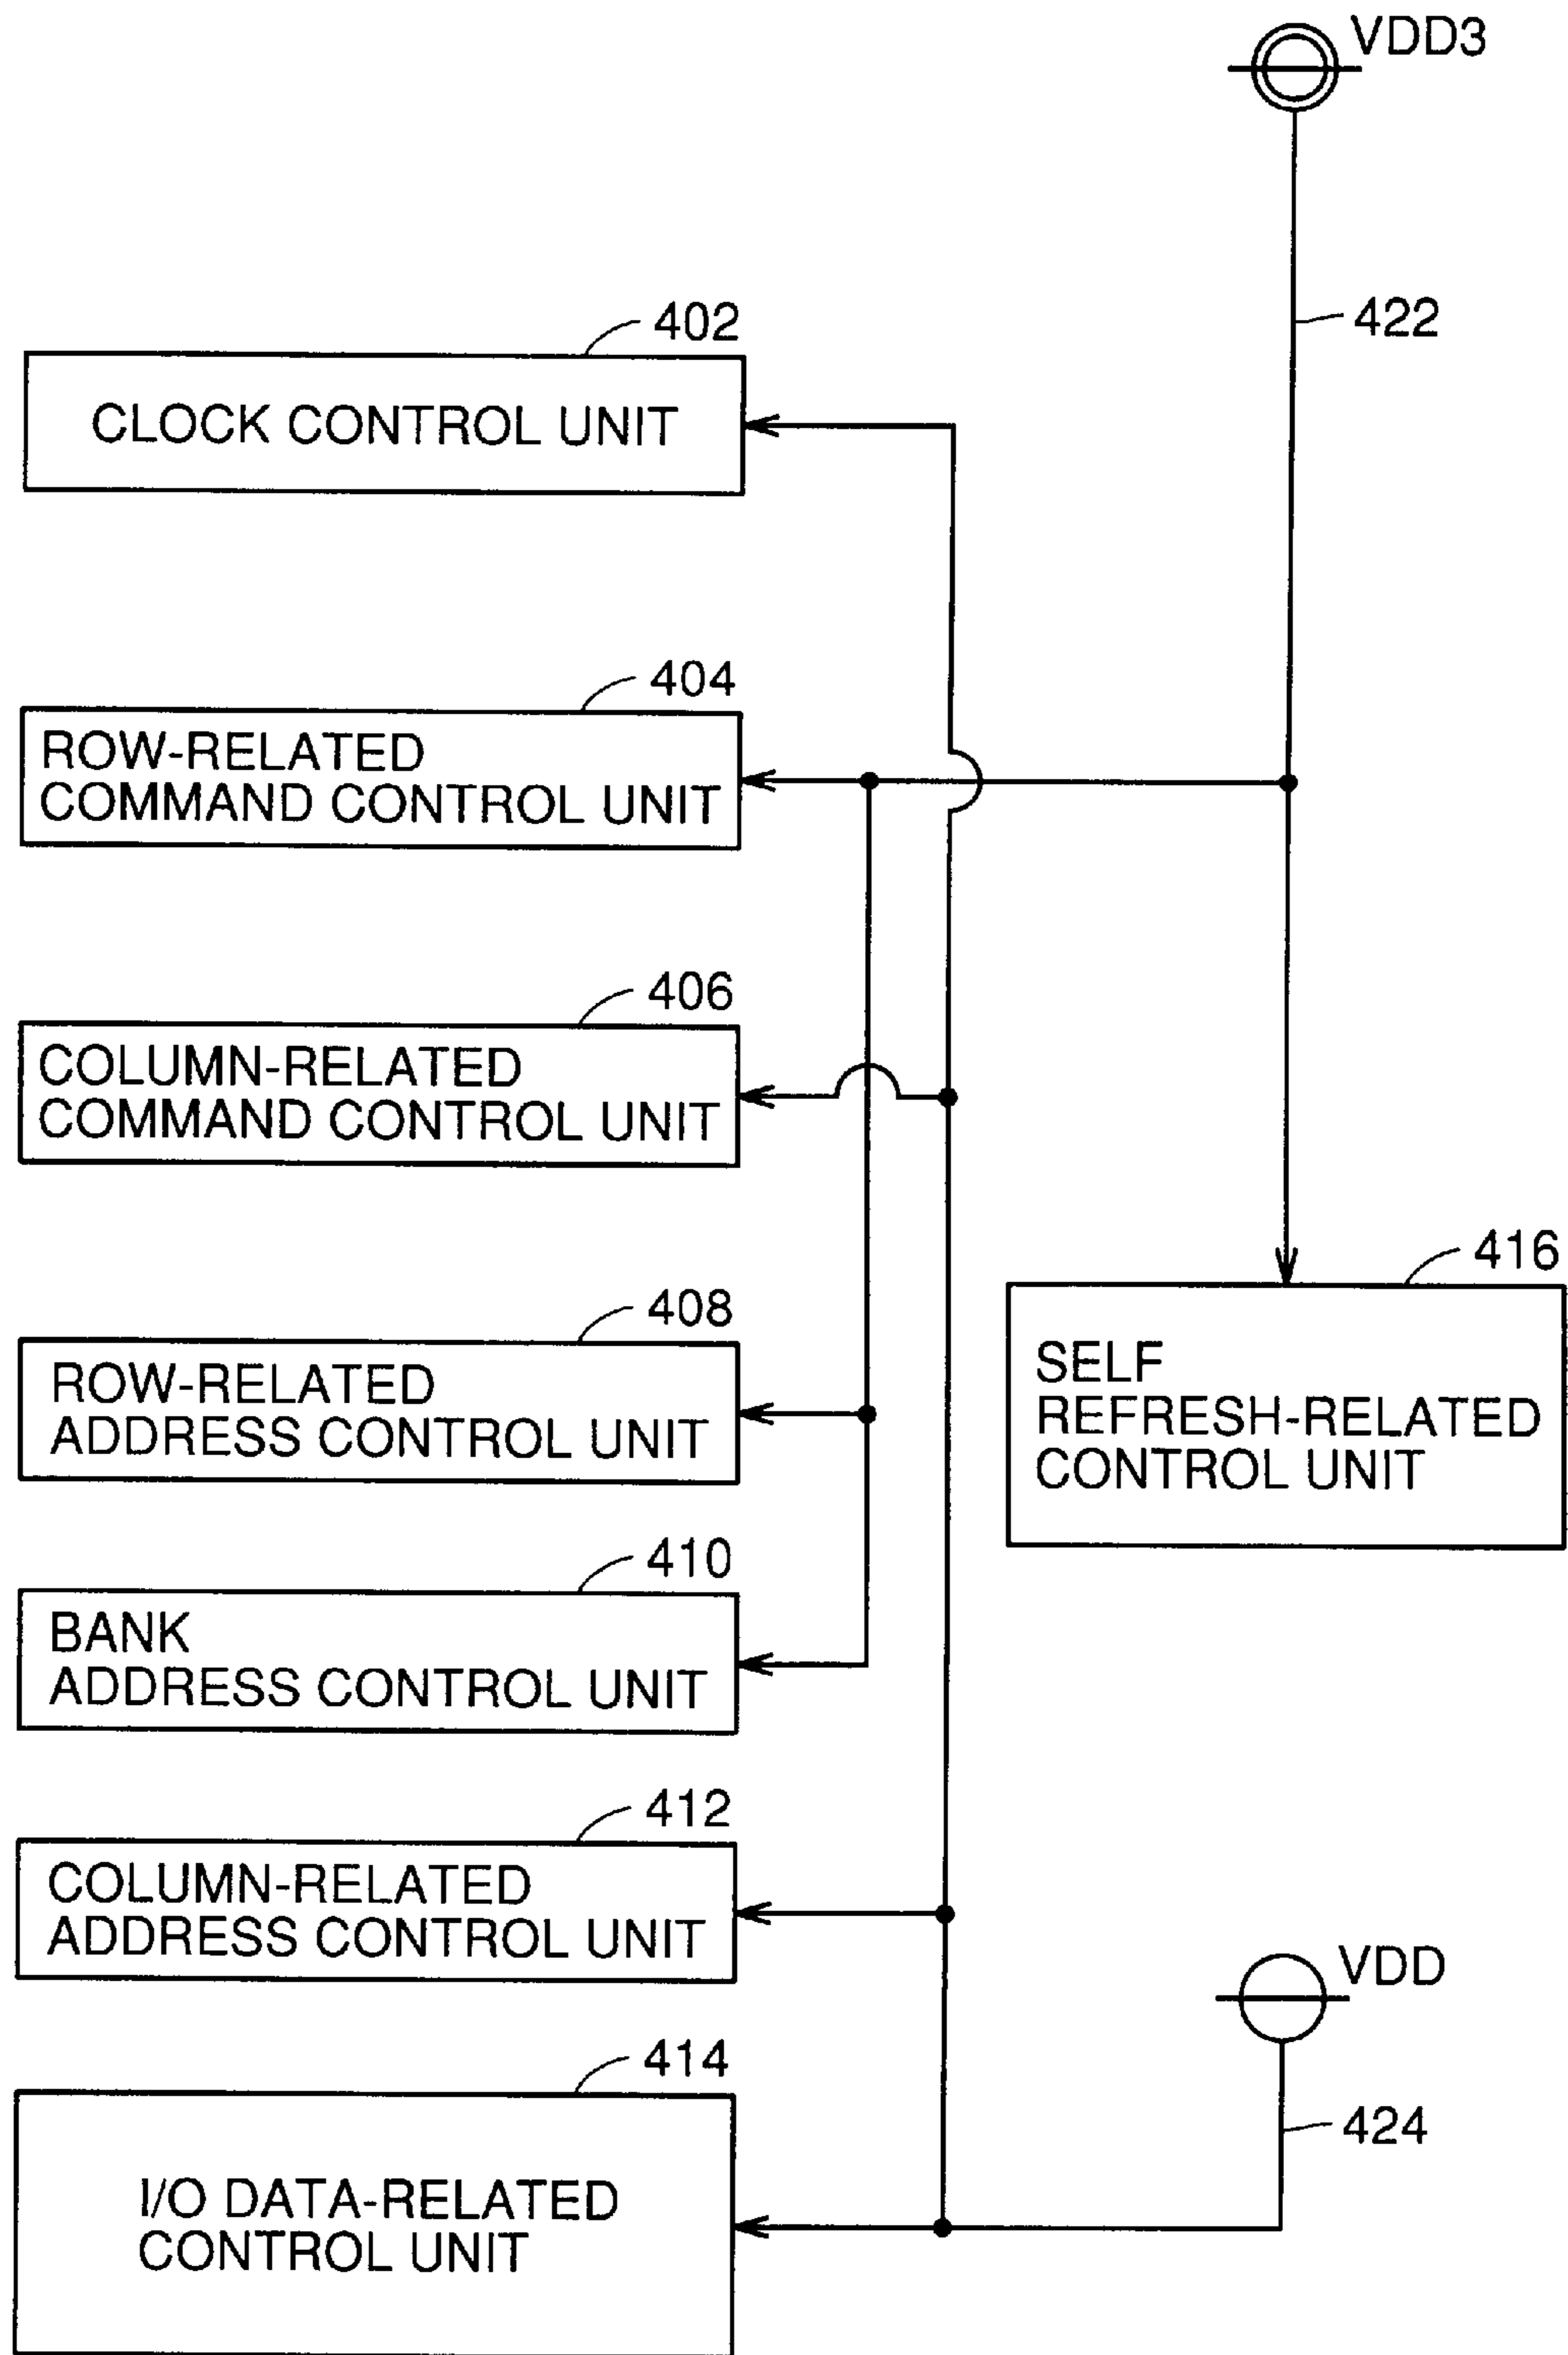 VDD3
422
402
CLOCK CONTROL UNIT
404
ROW-RELATED
COMMAND CONTROL UNIT
406
COLUMN-RELATED
COMMAND CONTROL UNIT
416
SELF
REFRESH-RELATED
CONTROL UNIT
408
ROW-RELATED
ADDRESS CONTROL UNIT
410
BANK
ADDRESS CONTROL UNIT
412
COLUMN-RELATED
ADDRESS CONTROL UNIT
VDD
424
414
I/O DATA-RELATED
CONTROL UNIT